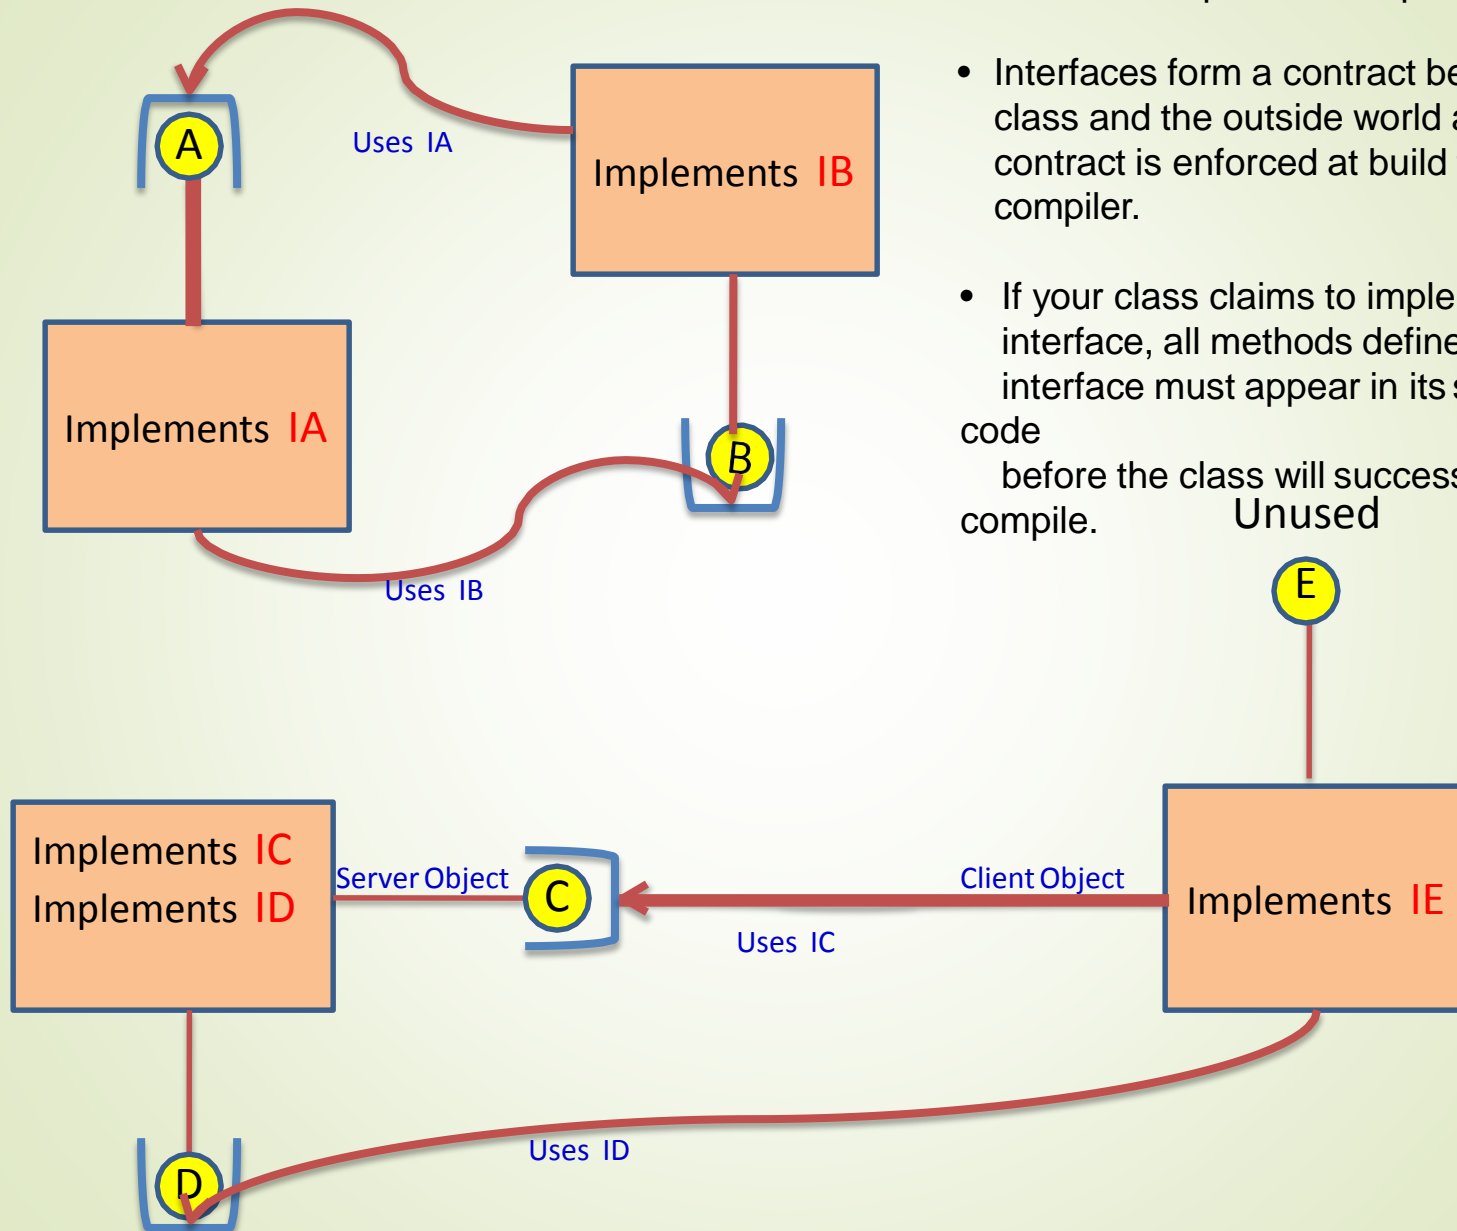 Interfaces form a contract be
class and the outside world a
contract is enforced at build
compiler.
If your class claims to imple
interface, all methods define
interface must appear in its s
code
before the class will success
compile.
Unused
E
A
Uses IA
Implements IB
Implements IA
B
Uses IB
Implements IC
Implements ID
Server Object
C
Client Object
Uses IC
Implements IE
Uses ID
D